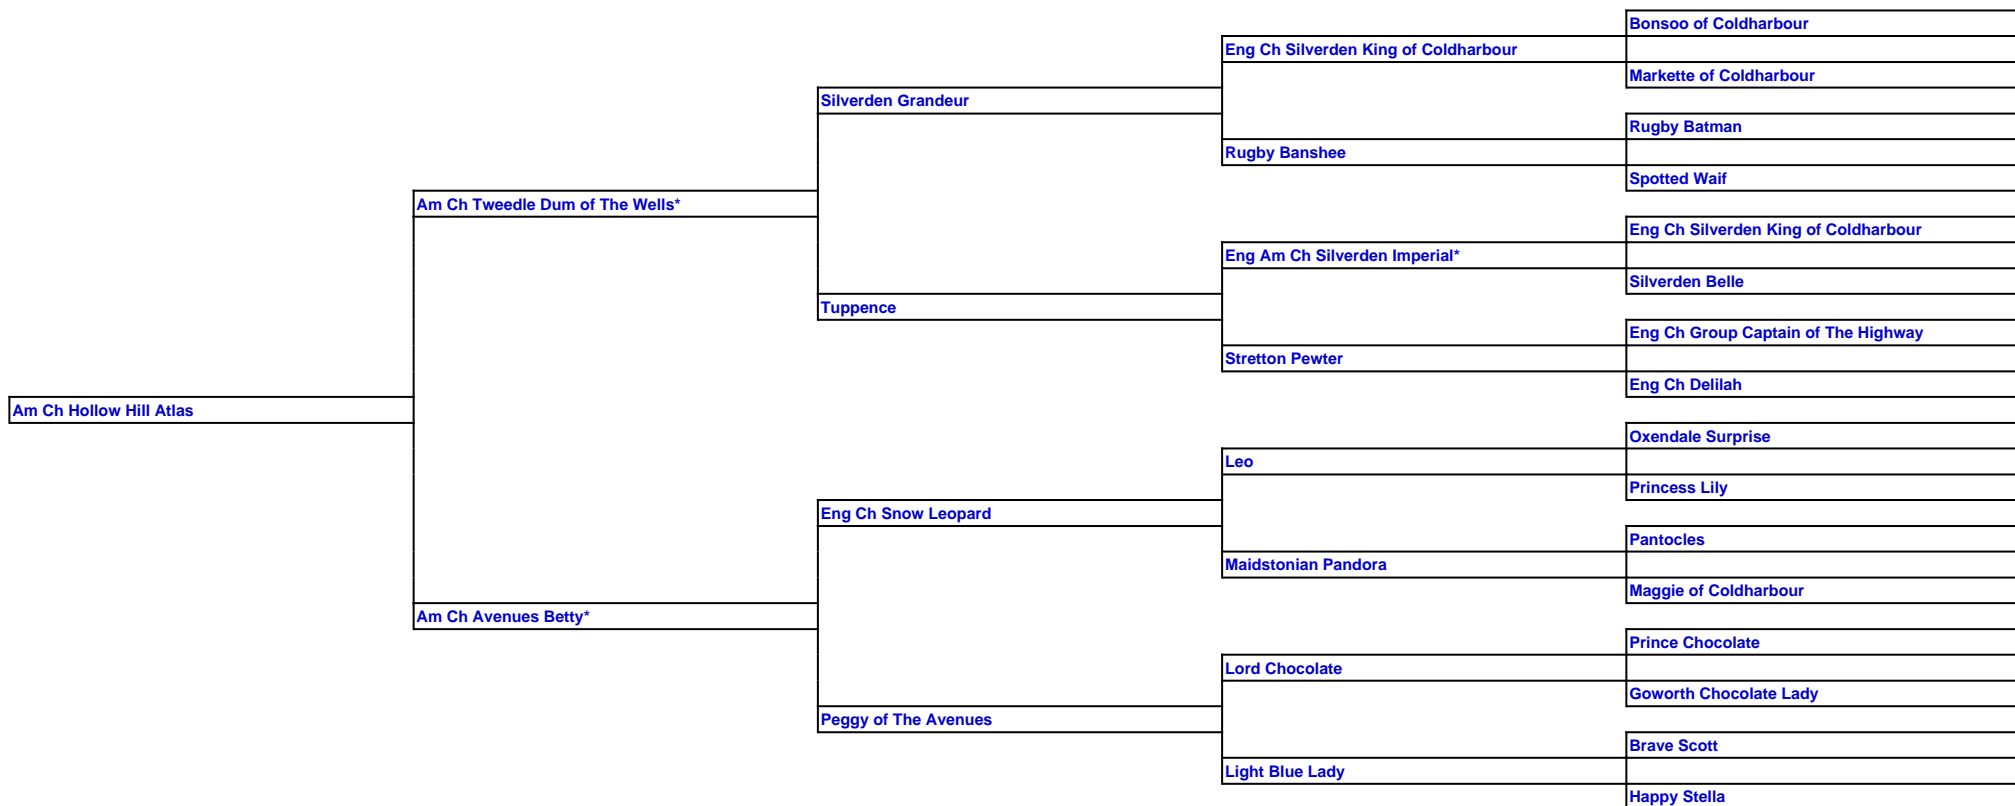 Bonsoo of Coldharbour
Eng Ch Silverden King of Coldharbour
Markette of Coldharbour
Silverden Grandeur
Rugby Batman
Rugby Banshee
Spotted Waif
Am Ch Tweedle Dum of The Wells*
Eng Ch Silverden King of Coldharbour
Eng Am Ch Silverden Imperial*
Silverden Belle
Tuppence
Eng Ch Group Captain of The Highway
Stretton Pewter
Eng Ch Delilah
Am Ch Hollow Hill Atlas
Oxendale Surprise
Leo
Princess Lily
Eng Ch Snow Leopard
Pantocles
Maidstonian Pandora
Maggie of Coldharbour
Am Ch Avenues Betty*
Prince Chocolate
Lord Chocolate
Goworth Chocolate Lady
Peggy of The Avenues
Brave Scott
Light Blue Lady
Happy Stella